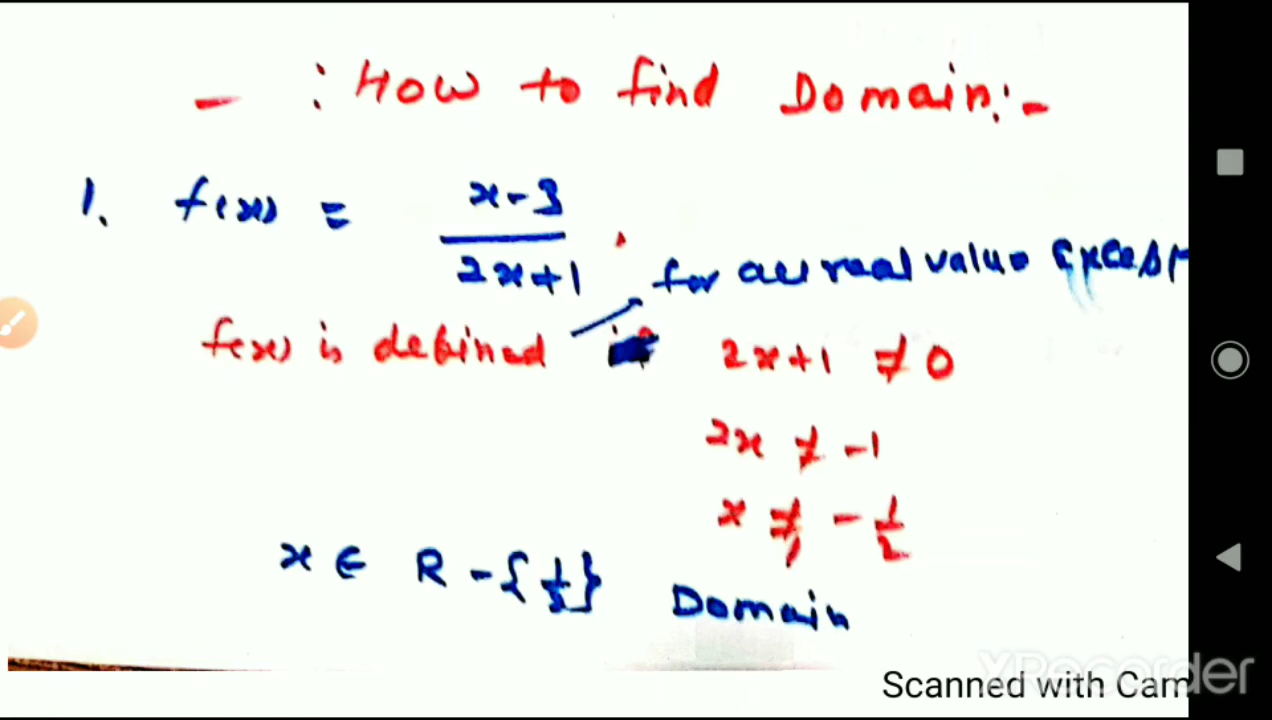 - : How to find Domain :-
1. f(x) = x-3 / 2x+1
for all real value except
f(x) is defined 2x+1 ≠ 0
2x ≠ -1
x ≠ -1/2
x ∈ R - {1/2} Domain
XRecorder
Scanned with Cam